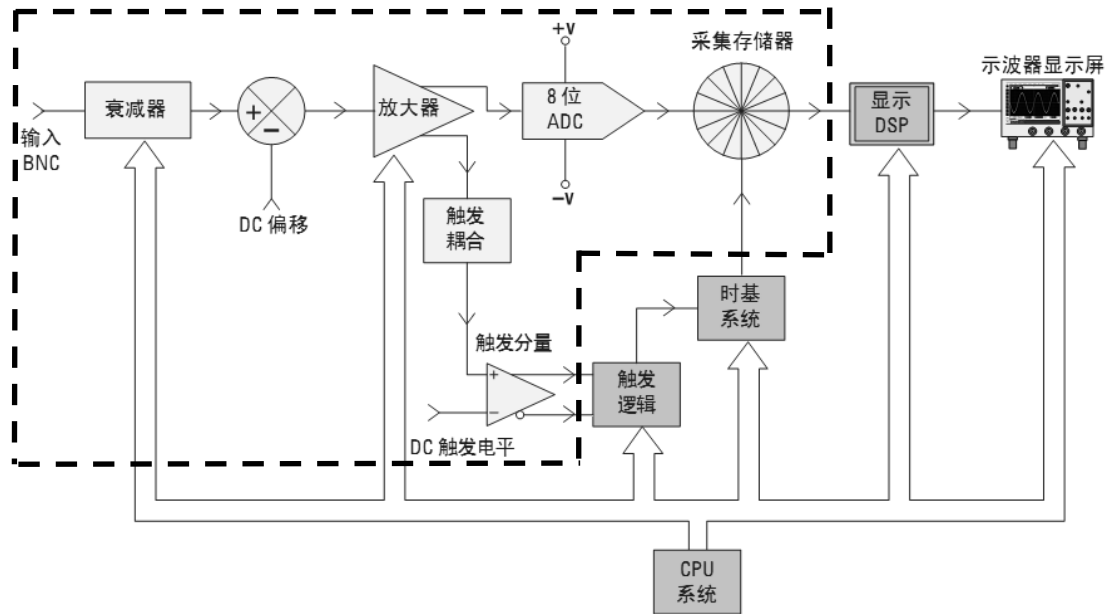 +v
采集存储器
示波器显示屏
衰减器
+
−
放大器
8 位
ADC
显示
DSP
输入
BNC
−v
DC 偏移
触发
耦合
时基
系统
触发分量
+
−
触发
逻辑
DC 触发电平
CPU
系统